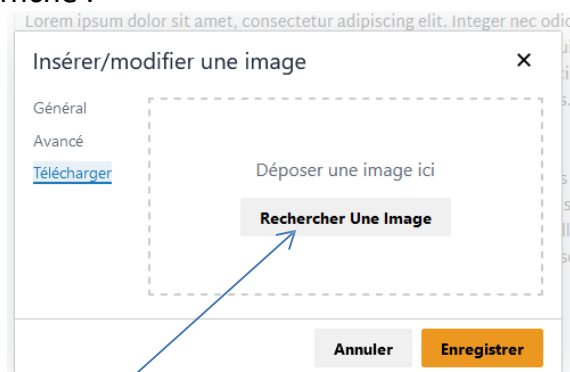 Lorem ipsum dolor sit amet, consectetur adipiscing elit. Integer nec odio
Insérer/modifier une image
Général
Avancé
Télécharger
Déposer une image ici
Rechercher Une Image
Annuler
Enregistrer